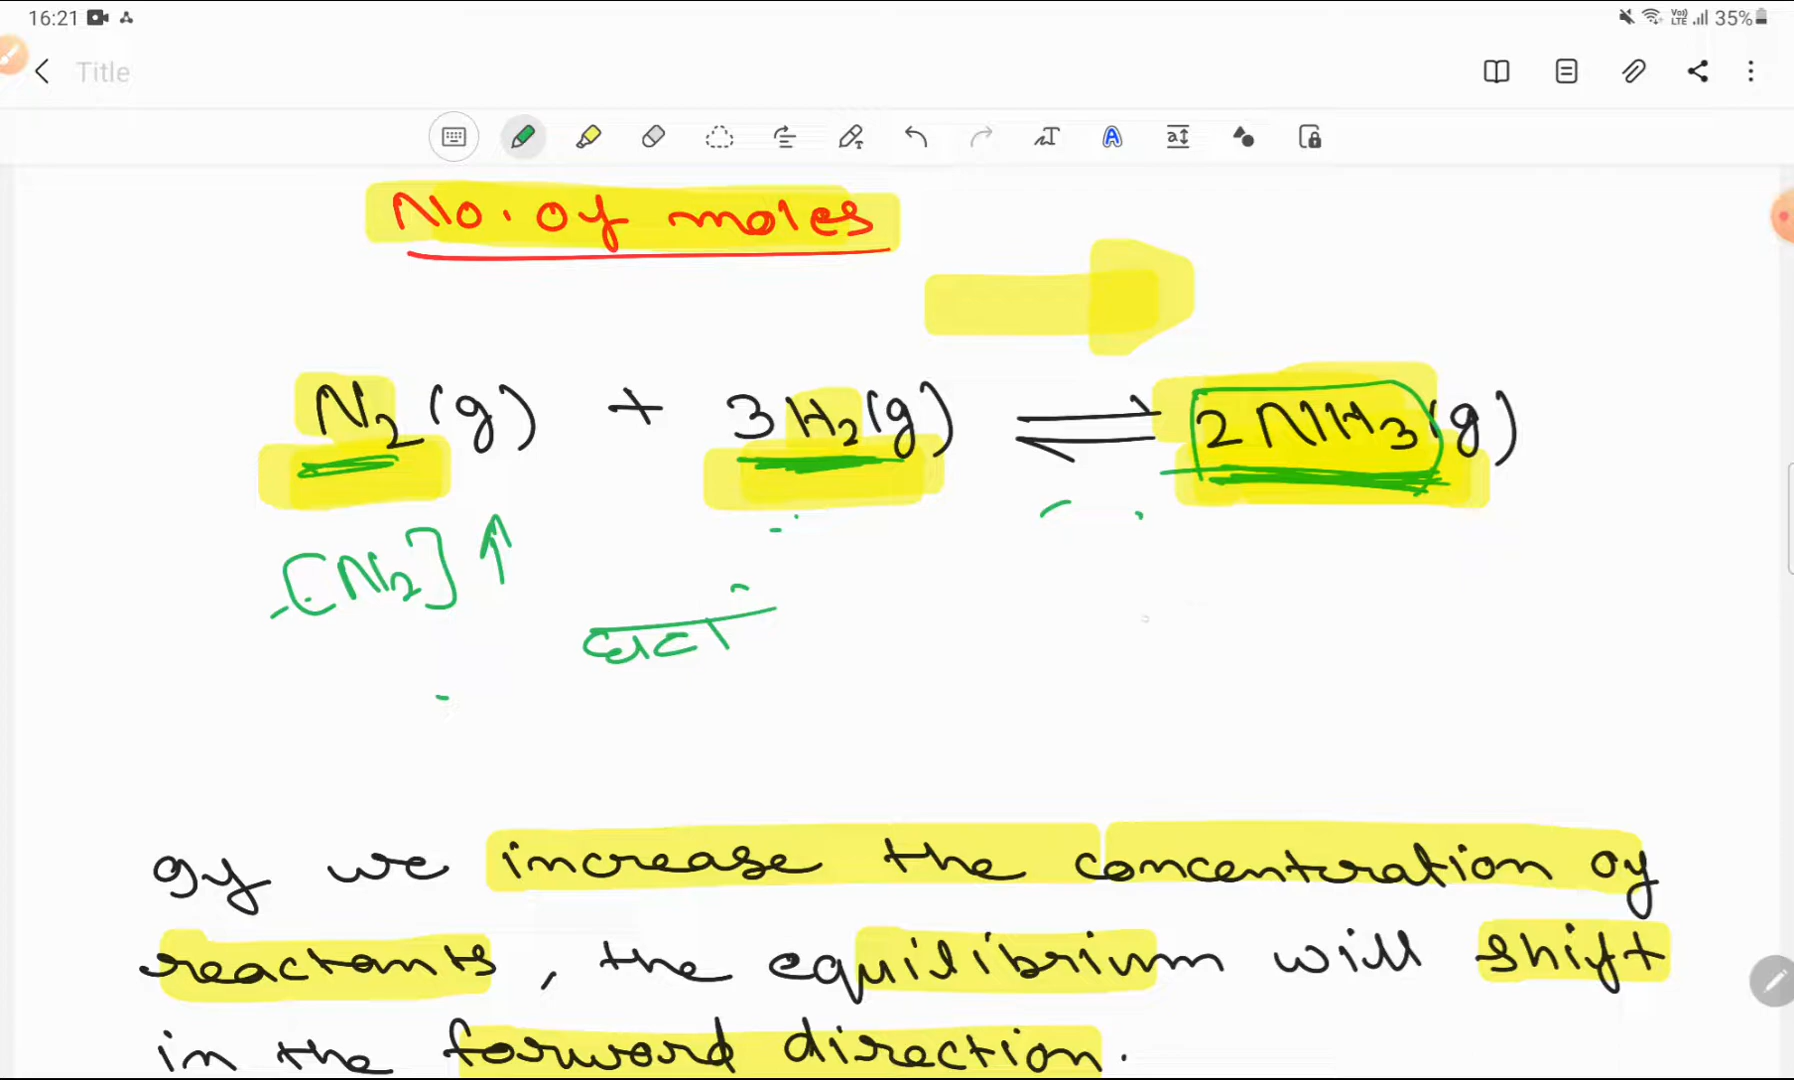 16:21
VoLTE 35%
Title
No. of moles
N2(g) + 3H2(g) ⇌ 2NH3(g)
[N2] ↑
If we increase the concentration of
reactants, the equilibrium will shift
in the forward direction.